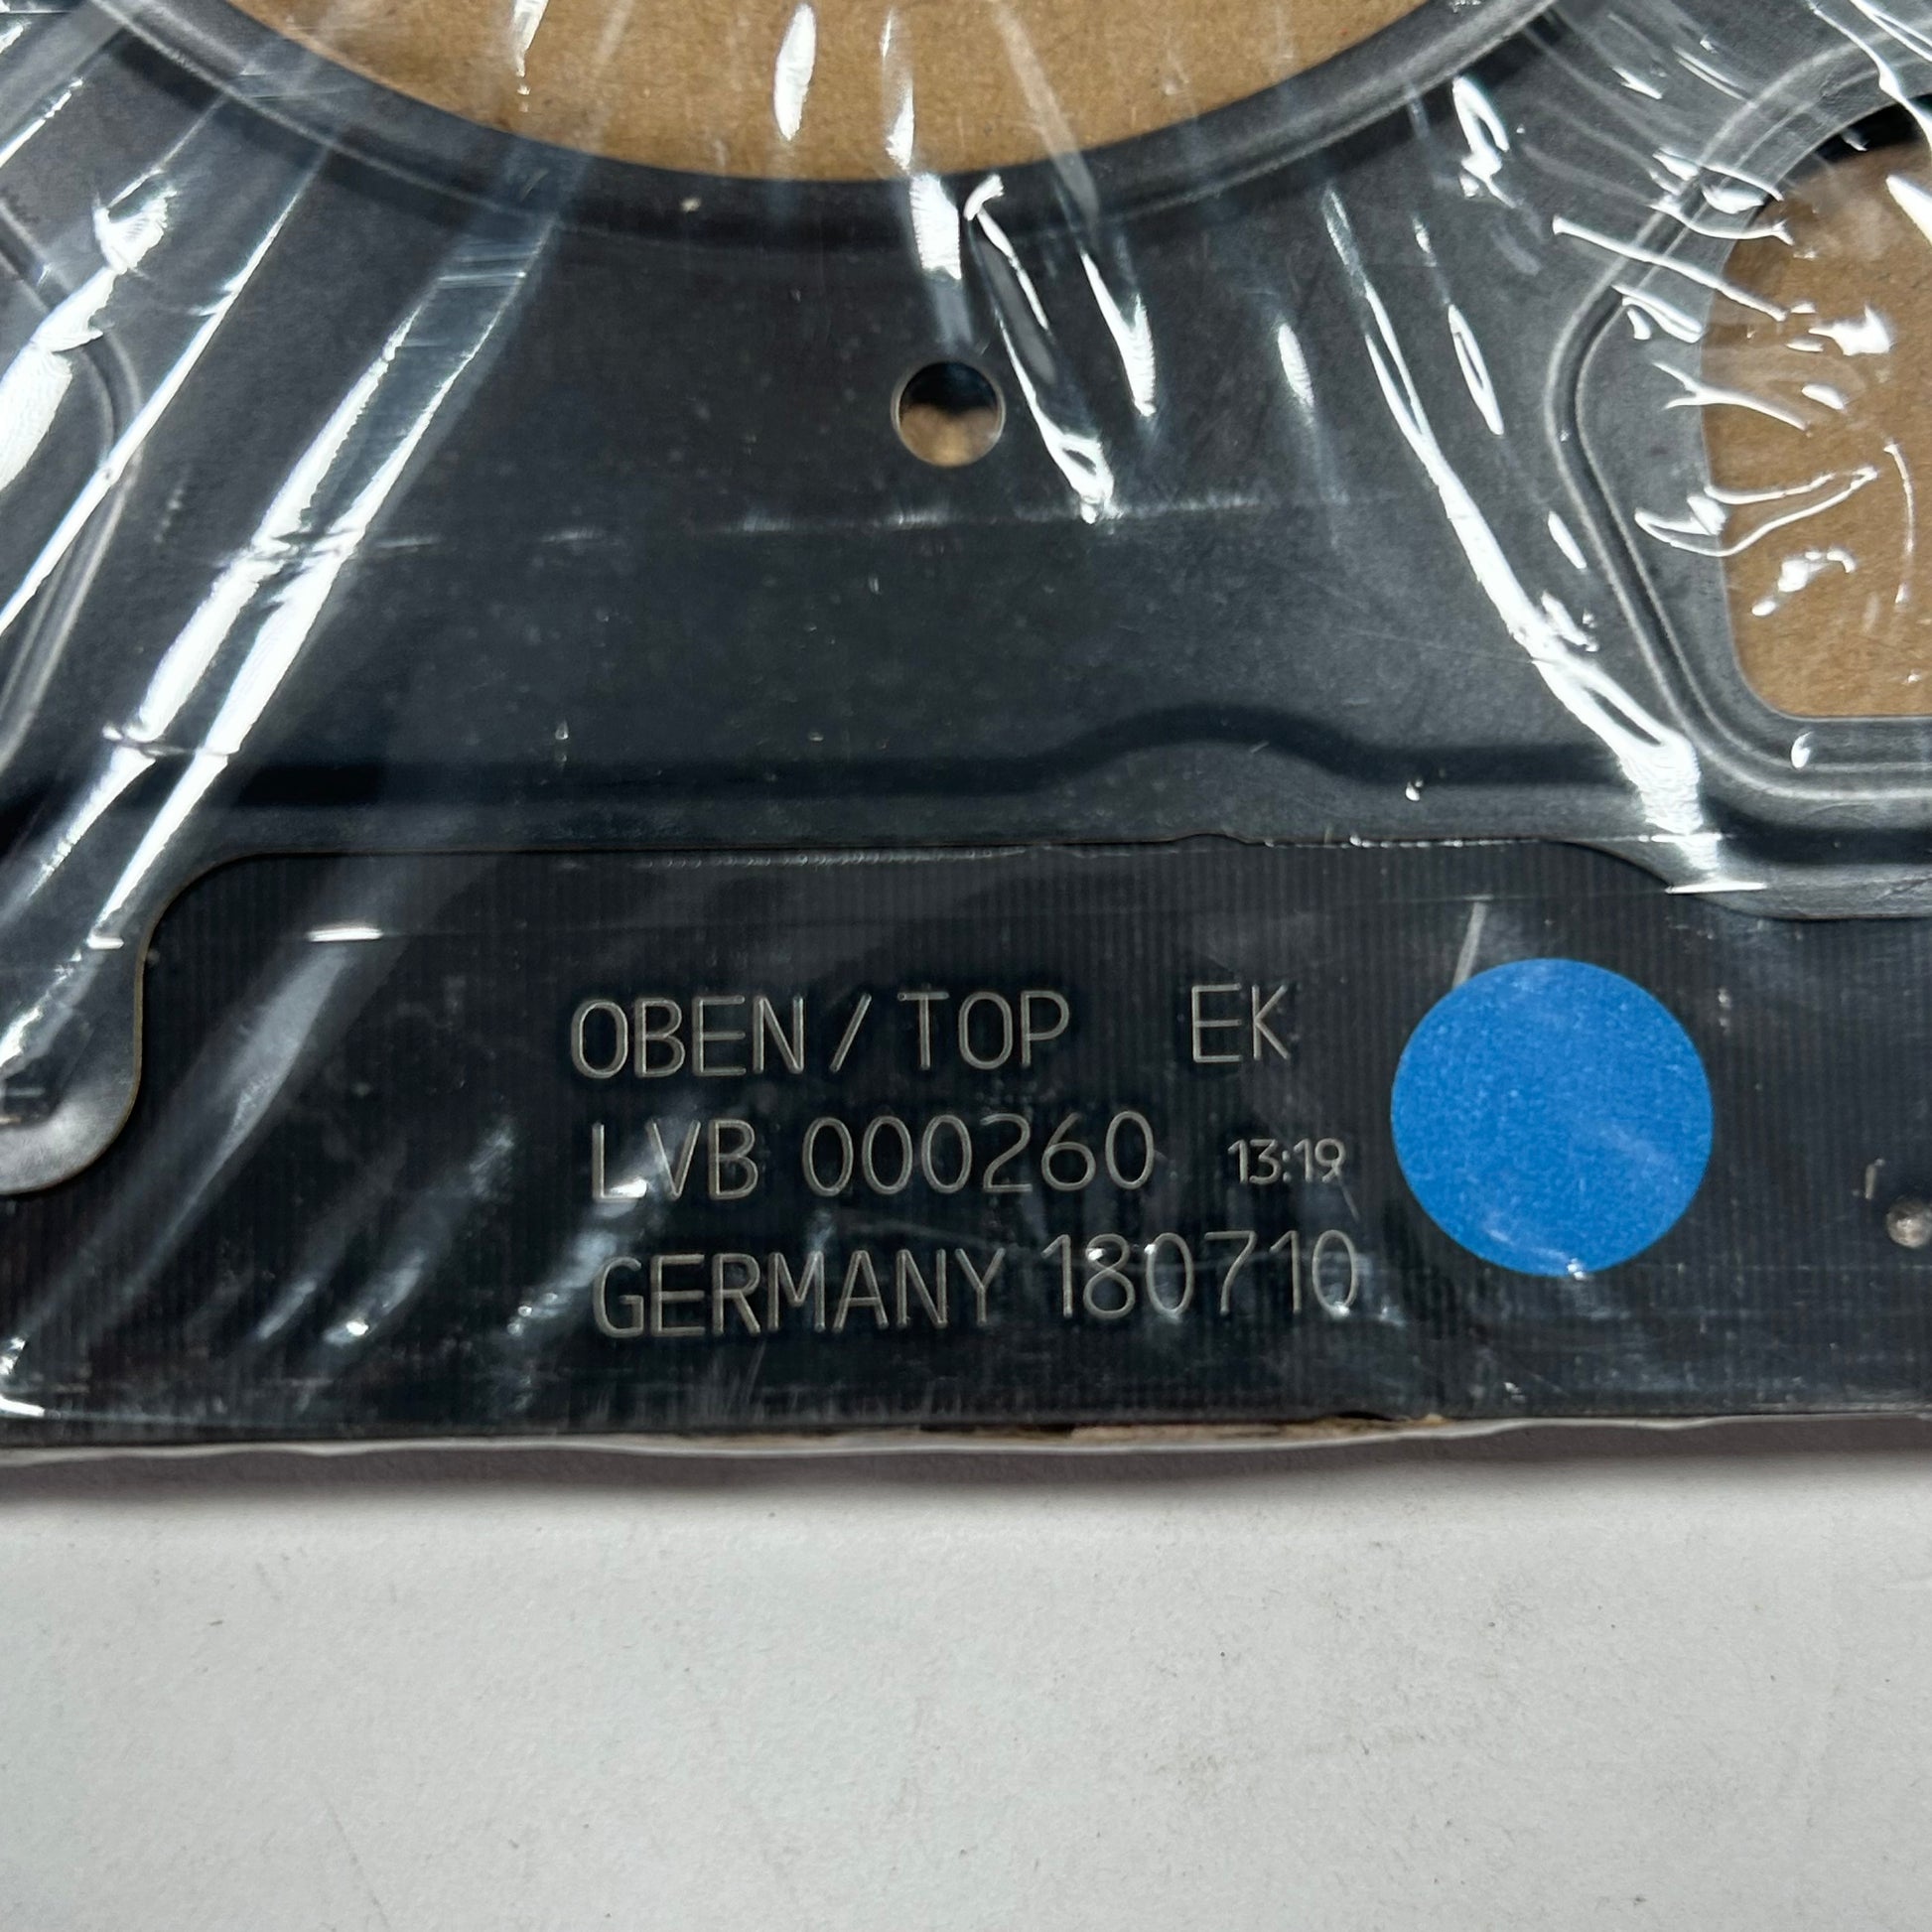 OBEN / TOP EK
LVB 000260 13:19
GERMANY 180710